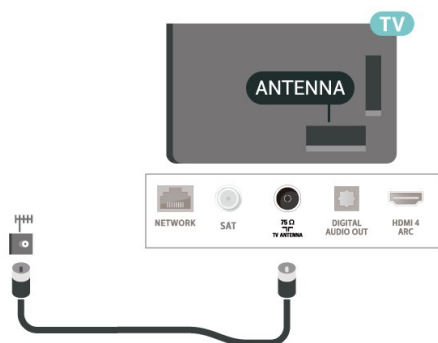 TV
ANTENNA
NETWORK
SAT
75 Ω
TV ANTENNA
DIGITAL
AUDIO OUT
HDMI 4
ARC